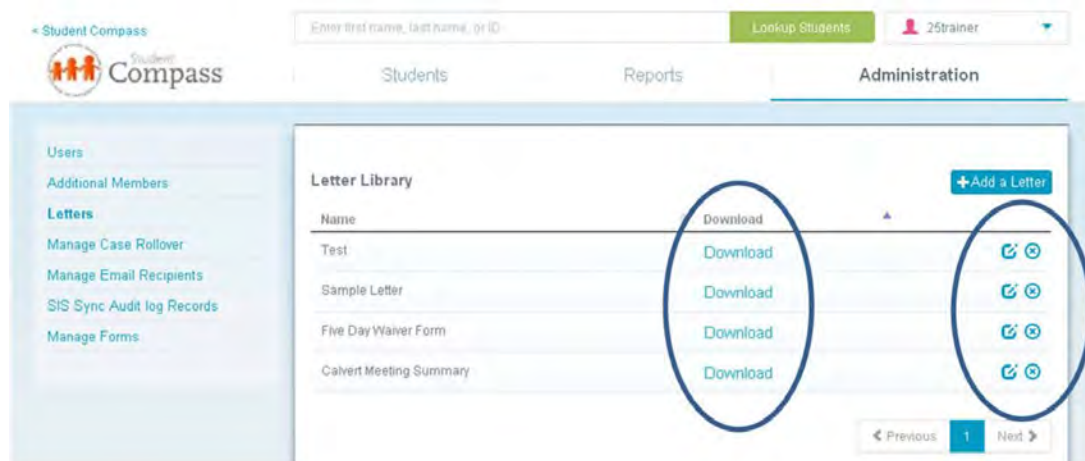 < Student Compass
Enter first name, last name, or ID
Lookup Students
25trainer
Student
Compass
Students
Reports
Administration
Users
Additional Members
Letters
Manage Case Rollover
Manage Email Recipients
SIS Sync Audit log Records
Manage Forms
Letter Library
+Add a Letter
Name Download
Test Download
Sample Letter Download
Five Day Waiver Form Download
Calvert Meeting Summary Download
Previous 1 Next